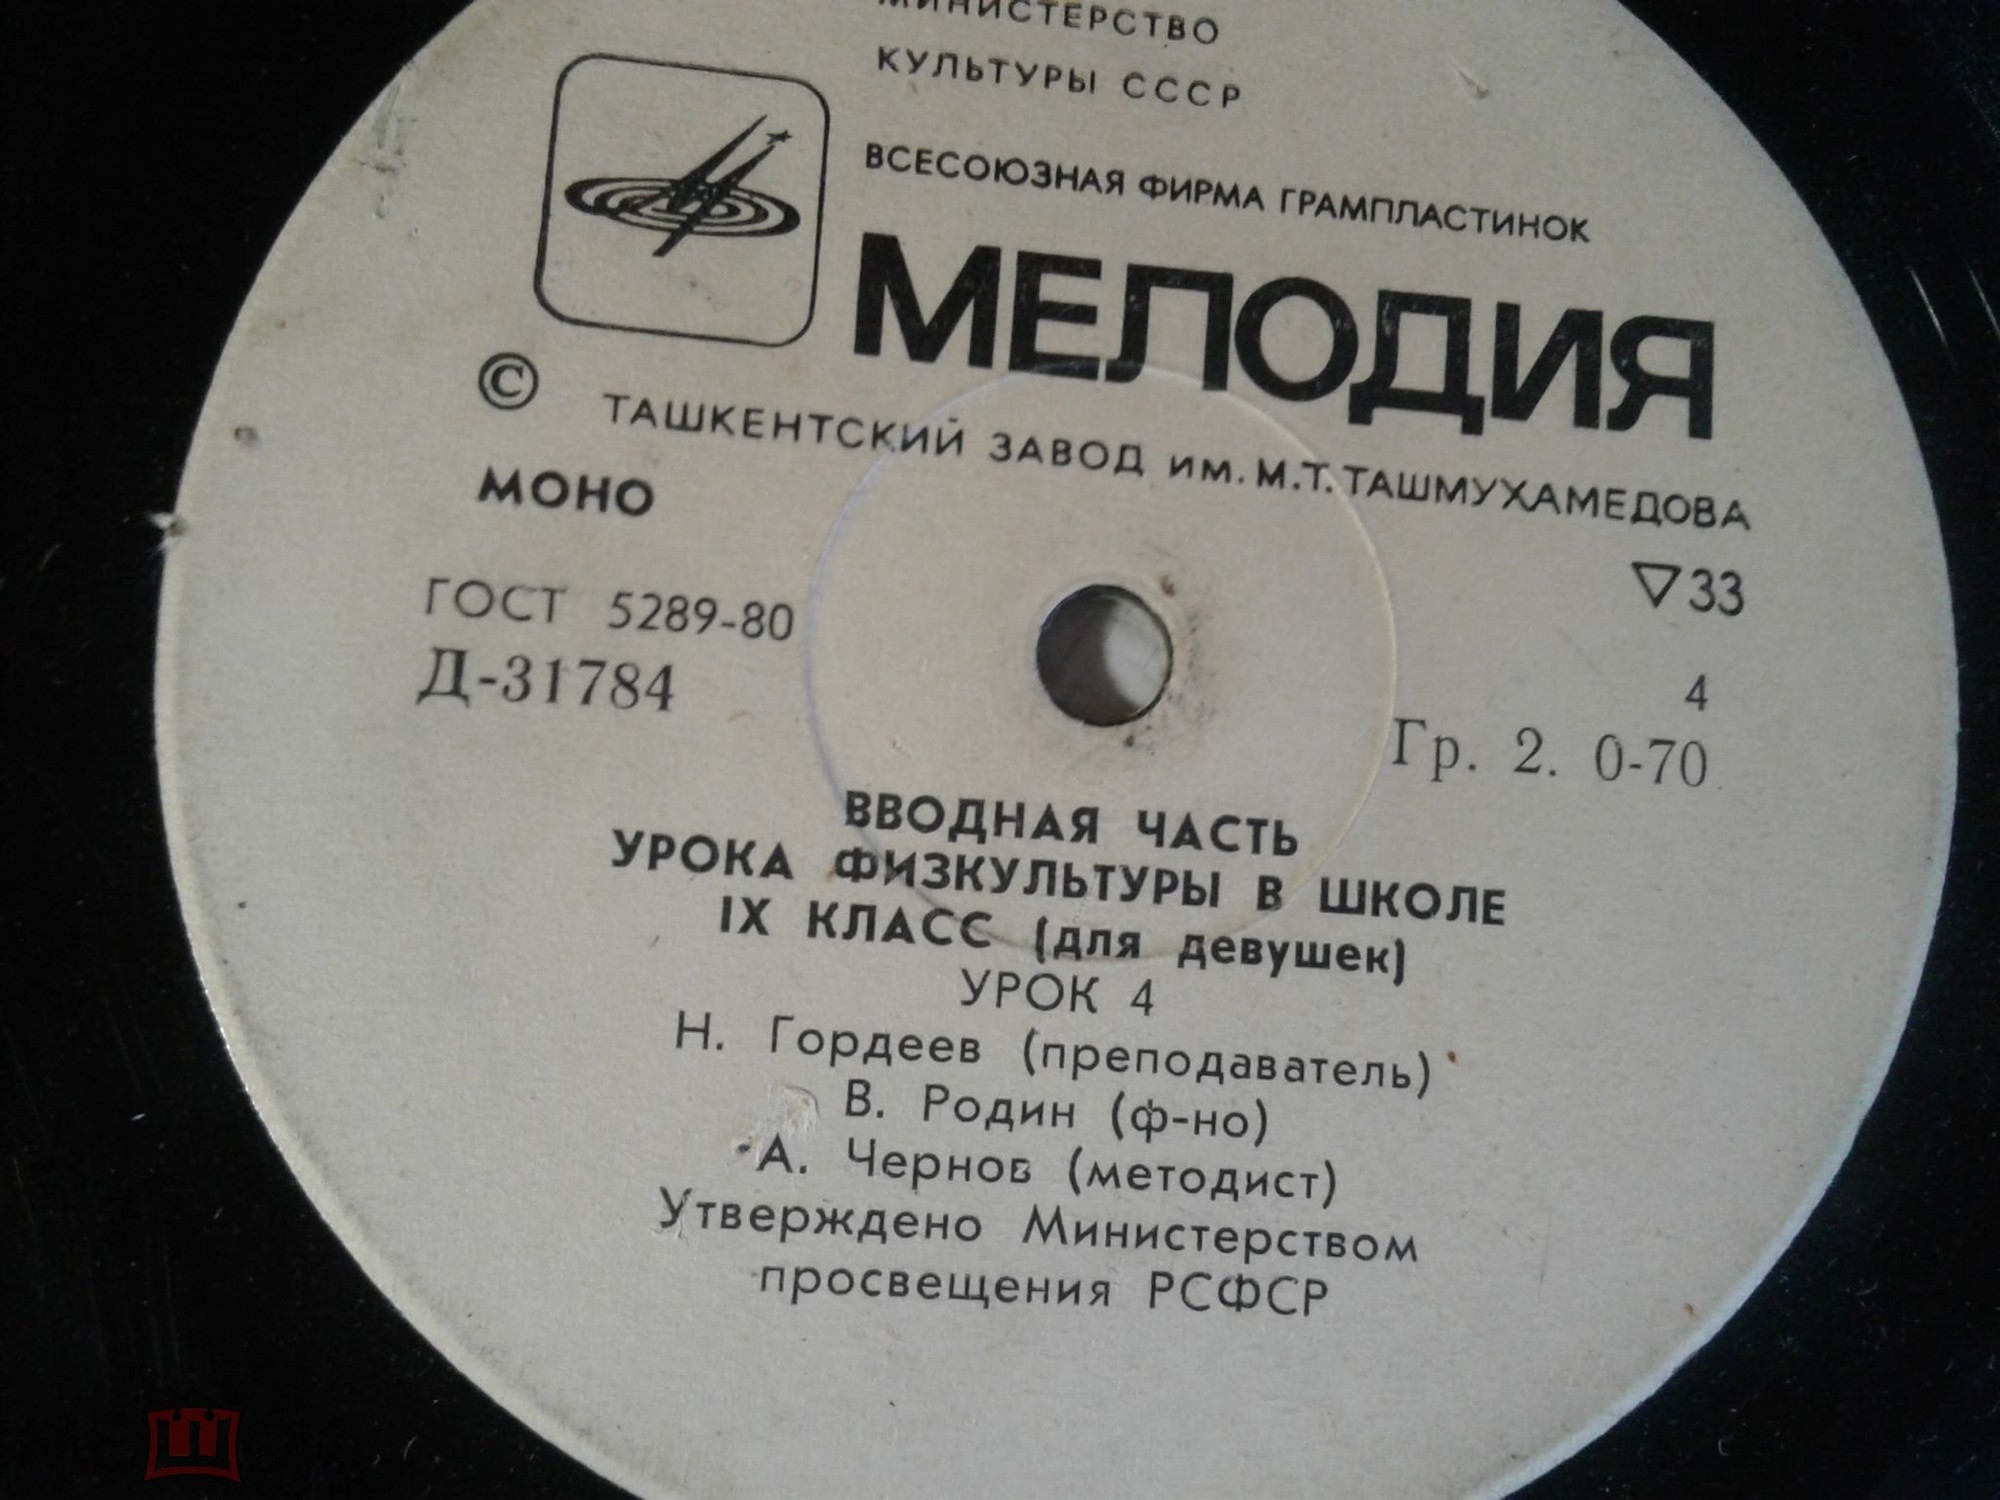 МИНИСТЕРСТВО
КУЛЬТУРЫ СССР
ВСЕСОЮЗНАЯ ФИРМА ГРАМПЛАСТИНОК
МЕЛОДИЯ
© ТАШКЕНТСКИЙ ЗАВОД им. М.Т. ТАШМУХАМЕДОВА
МОНО
▽33
ГОСТ 5289-80
Д-31784
4
Гр. 2. 0-70
ВВОДНАЯ ЧАСТЬ
УРОКА ФИЗКУЛЬТУРЫ В ШКОЛЕ
IX КЛАСС (для девушек)
УРОК 4
Н. Гордеев (преподаватель)
В. Родин (ф-но)
А. Чернов (методист)
Утверждено Министерством
просвещения РСФСР